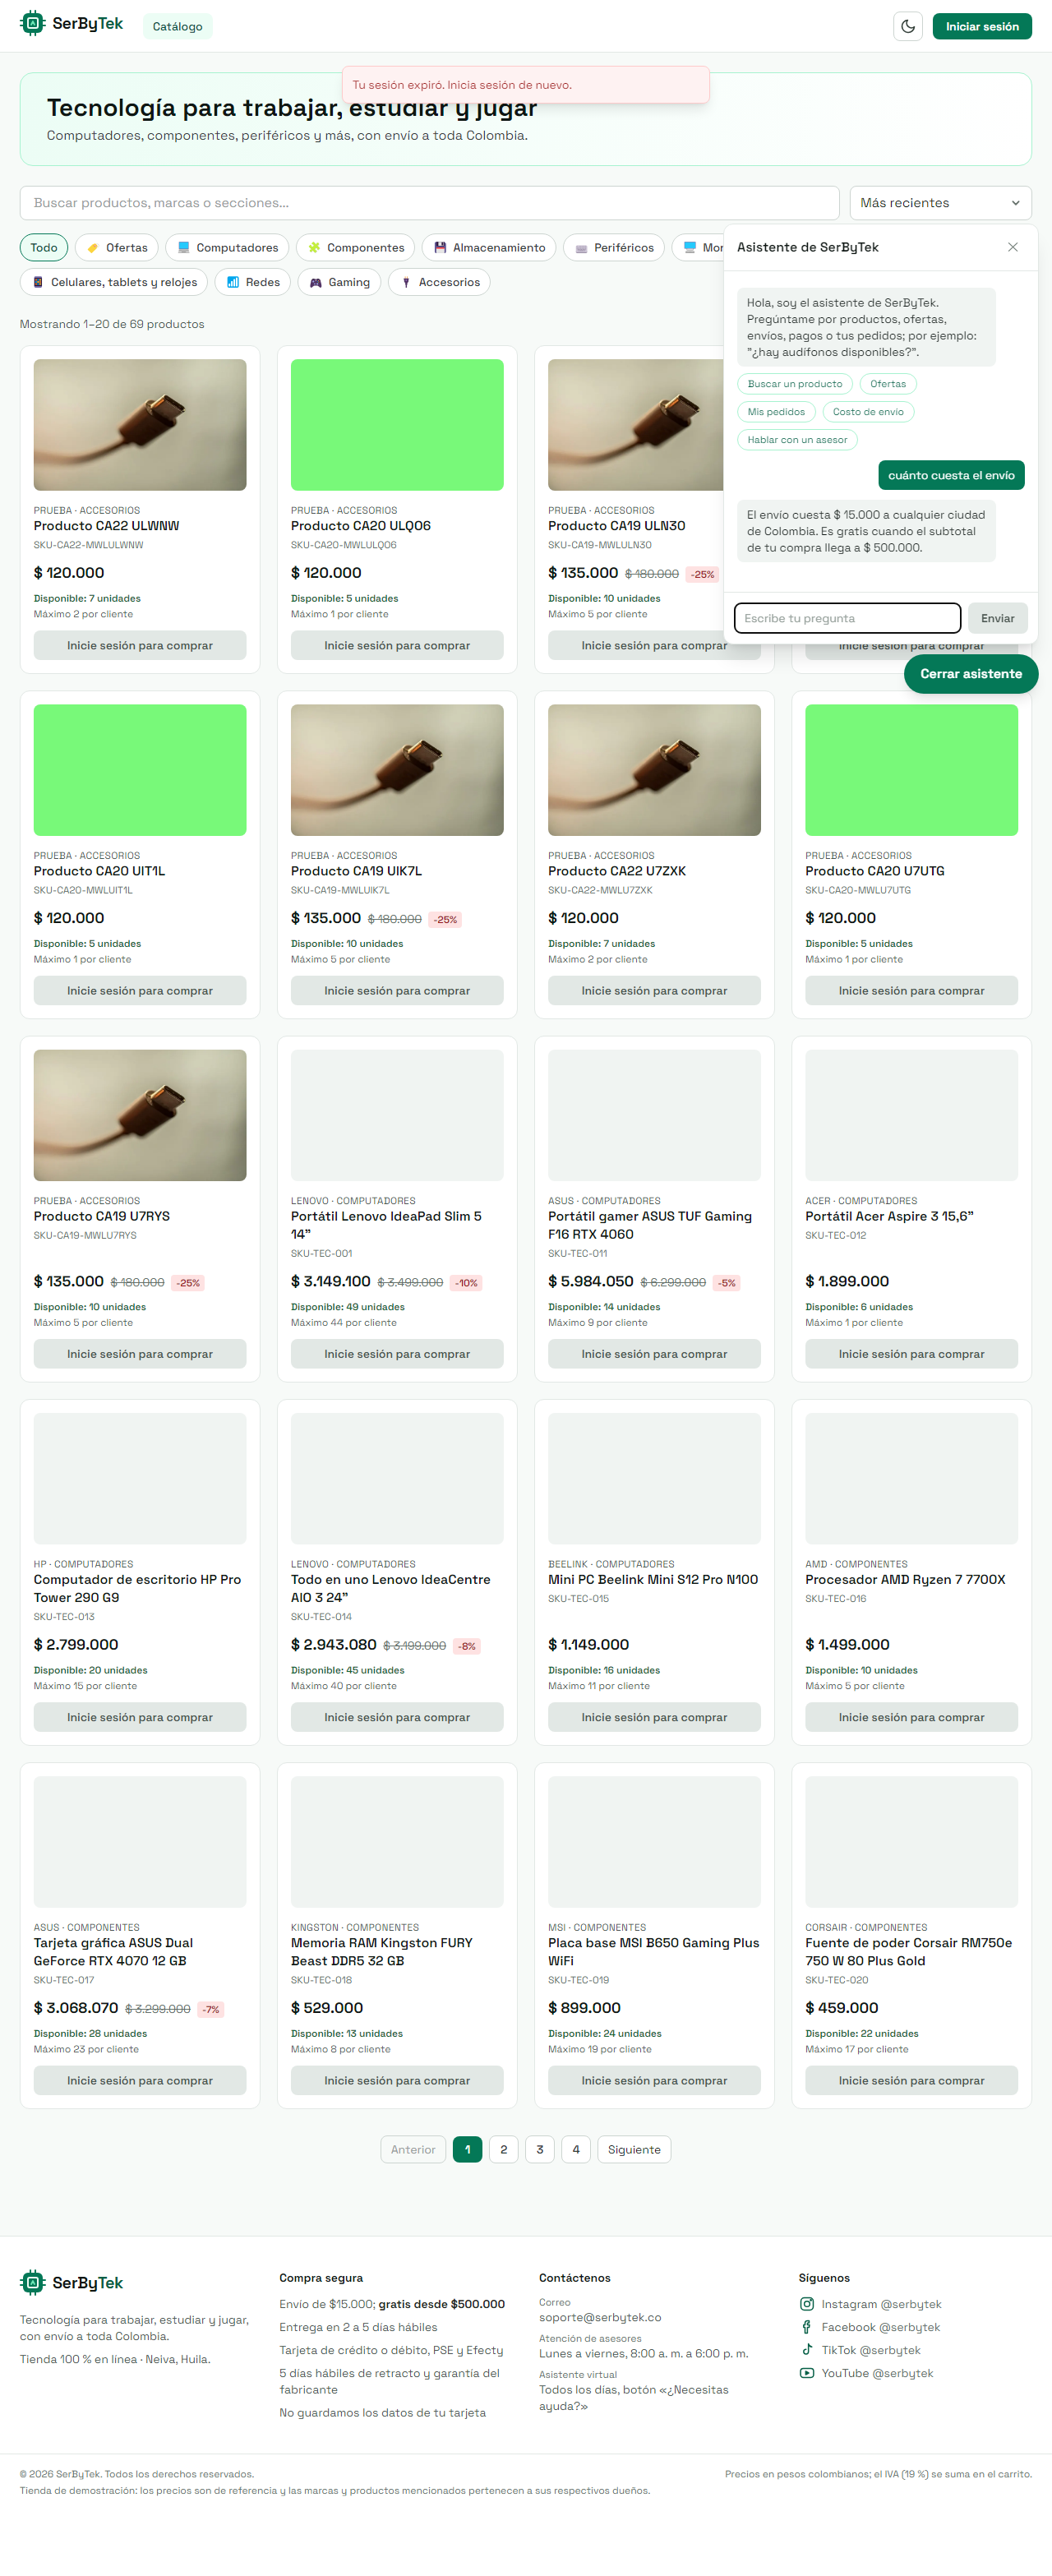 SerByTek
Catálogo
Iniciar sesión
Tu sesión expiró. Inicia sesión de nuevo.
Tecnología para trabajar, estudiar y jugar
Computadores, componentes, periféricos y más, con envío a toda Colombia.
Buscar productos, marcas o secciones...
Más recientes
Todo
Ofertas
Computadores
Componentes
Almacenamiento
Periféricos
Mon
Celulares, tablets y relojes
Redes
Gaming
Accesorios
Mostrando 1–20 de 69 productos
Asistente de SerByTek
Hola, soy el asistente de SerByTek.
Pregúntame por productos, ofertas,
envíos, pagos o tus pedidos; por ejemplo:
"¿hay audífonos disponibles?".
Buscar un producto
Ofertas
Mis pedidos
Costo de envío
Hablar con un asesor
cuánto cuesta el envío
El envío cuesta $ 15.000 a cualquier ciudad
de Colombia. Es gratis cuando el subtotal
de tu compra llega a $ 500.000.
Escribe tu pregunta
Enviar
Cerrar asistente
PRUEBA · ACCESORIOS
Producto CA22 ULWNW
SKU-CA22-MWLULWNW
$ 120.000
Disponible: 7 unidades
Máximo 2 por cliente
Inicie sesión para comprar
PRUEBA · ACCESORIOS
Producto CA20 ULQO6
SKU-CA20-MWLULQO6
$ 120.000
Disponible: 5 unidades
Máximo 1 por cliente
Inicie sesión para comprar
PRUEBA · ACCESORIOS
Producto CA19 ULN30
SKU-CA19-MWLULN30
$ 135.000 $ 180.000 -25%
Disponible: 10 unidades
Máximo 5 por cliente
Inicie sesión para comprar
Inicie sesión para comprar
PRUEBA · ACCESORIOS
Producto CA20 UIT1L
SKU-CA20-MWLUIT1L
$ 120.000
Disponible: 5 unidades
Máximo 1 por cliente
Inicie sesión para comprar
PRUEBA · ACCESORIOS
Producto CA19 UIK7L
SKU-CA19-MWLUIK7L
$ 135.000 $ 180.000 -25%
Disponible: 10 unidades
Máximo 5 por cliente
Inicie sesión para comprar
PRUEBA · ACCESORIOS
Producto CA22 U7ZXK
SKU-CA22-MWLU7ZXK
$ 120.000
Disponible: 7 unidades
Máximo 2 por cliente
Inicie sesión para comprar
PRUEBA · ACCESORIOS
Producto CA20 U7UTG
SKU-CA20-MWLU7UTG
$ 120.000
Disponible: 5 unidades
Máximo 1 por cliente
Inicie sesión para comprar
PRUEBA · ACCESORIOS
Producto CA19 U7RYS
SKU-CA19-MWLU7RYS
$ 135.000 $ 180.000 -25%
Disponible: 10 unidades
Máximo 5 por cliente
Inicie sesión para comprar
LENOVO · COMPUTADORES
Portátil Lenovo IdeaPad Slim 5
14"
SKU-TEC-001
$ 3.149.100 $ 3.499.000 -10%
Disponible: 49 unidades
Máximo 44 por cliente
Inicie sesión para comprar
ASUS · COMPUTADORES
Portátil gamer ASUS TUF Gaming
F16 RTX 4060
SKU-TEC-011
$ 5.984.050 $ 6.299.000 -5%
Disponible: 14 unidades
Máximo 9 por cliente
Inicie sesión para comprar
ACER · COMPUTADORES
Portátil Acer Aspire 3 15,6"
SKU-TEC-012
$ 1.899.000
Disponible: 6 unidades
Máximo 1 por cliente
Inicie sesión para comprar
HP · COMPUTADORES
Computador de escritorio HP Pro
Tower 290 G9
SKU-TEC-013
$ 2.799.000
Disponible: 20 unidades
Máximo 15 por cliente
Inicie sesión para comprar
LENOVO · COMPUTADORES
Todo en uno Lenovo IdeaCentre
AIO 3 24"
SKU-TEC-014
$ 2.943.080 $ 3.199.000 -8%
Disponible: 45 unidades
Máximo 40 por cliente
Inicie sesión para comprar
BEELINK · COMPUTADORES
Mini PC Beelink Mini S12 Pro N100
SKU-TEC-015
$ 1.149.000
Disponible: 16 unidades
Máximo 11 por cliente
Inicie sesión para comprar
AMD · COMPONENTES
Procesador AMD Ryzen 7 7700X
SKU-TEC-016
$ 1.499.000
Disponible: 10 unidades
Máximo 5 por cliente
Inicie sesión para comprar
ASUS · COMPONENTES
Tarjeta gráfica ASUS Dual
GeForce RTX 4070 12 GB
SKU-TEC-017
$ 3.068.070 $ 3.299.000 -7%
Disponible: 28 unidades
Máximo 23 por cliente
Inicie sesión para comprar
KINGSTON · COMPONENTES
Memoria RAM Kingston FURY
Beast DDR5 32 GB
SKU-TEC-018
$ 529.000
Disponible: 13 unidades
Máximo 8 por cliente
Inicie sesión para comprar
MSI · COMPONENTES
Placa base MSI B650 Gaming Plus
WiFi
SKU-TEC-019
$ 899.000
Disponible: 24 unidades
Máximo 19 por cliente
Inicie sesión para comprar
CORSAIR · COMPONENTES
Fuente de poder Corsair RM750e
750 W 80 Plus Gold
SKU-TEC-020
$ 459.000
Disponible: 22 unidades
Máximo 17 por cliente
Inicie sesión para comprar
Anterior 1 2 3 4 Siguiente
SerByTek
Tecnología para trabajar, estudiar y jugar,
con envío a toda Colombia.
Tienda 100 % en línea · Neiva, Huila.
Compra segura
Envío de $15.000; gratis desde $500.000
Entrega en 2 a 5 días hábiles
Tarjeta de crédito o débito, PSE y Efecty
5 días hábiles de retracto y garantía del
fabricante
No guardamos los datos de tu tarjeta
Contáctenos
Correo
soporte@serbytek.co
Atención de asesores
Lunes a viernes, 8:00 a. m. a 6:00 p. m.
Asistente virtual
Todos los días, botón «¿Necesitas
ayuda?»
Síguenos
Instagram @serbytek
Facebook @serbytek
TikTok @serbytek
YouTube @serbytek
© 2026 SerByTek. Todos los derechos reservados.
Precios en pesos colombianos; el IVA (19 %) se suma en el carrito.
Tienda de demostración: los precios son de referencia y las marcas y productos mencionados pertenecen a sus respectivos dueños.